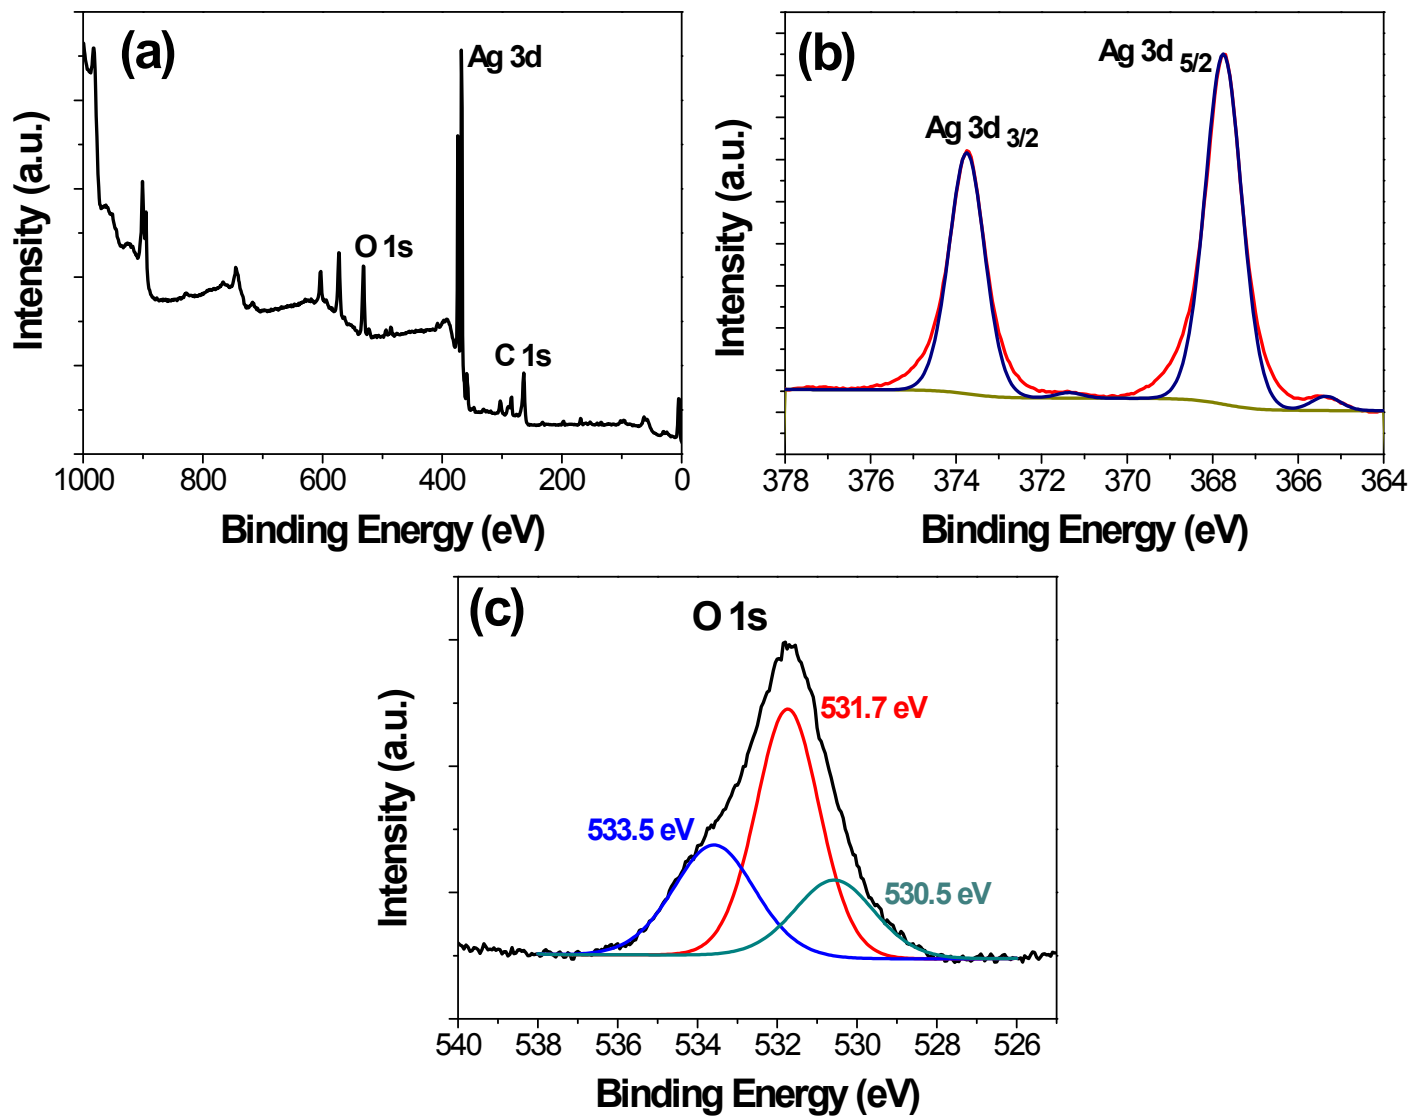 (a)
Ag 3d
O 1s
C 1s
Intensity (a.u.)
1000 800 600 400 200 0
Binding Energy (eV)
(b)
Ag 3d 5/2
Ag 3d 3/2
Intensity (a.u.)
378 376 374 372 370 368 366 364
Binding Energy (eV)
(c)
O 1s
531.7 eV
533.5 eV
530.5 eV
Intensity (a.u.)
540 538 536 534 532 530 528 526
Binding Energy (eV)